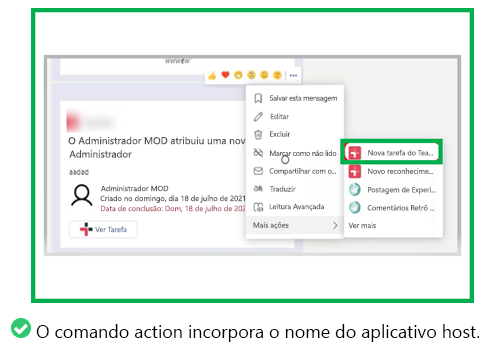 wwwéw
Salvar esta mensagem
Editar
Excluir
Marcar como não lido
Compartilhar com o...
Traduzir
Leitura Avançada
Mais ações
Nova tarefa do Tea...
Novo reconhecime...
Postagem de Experi...
Comentários Retrô ...
Ver mais
O Administrador MOD atribuiu uma nov
Administrador
aadad
Administrador MOD
Criado no domingo, dia 18 de julho de 2021
Data de conclusão: Dom, 18 de julho de 202
Ver Tarefa
O comando action incorpora o nome do aplicativo host.